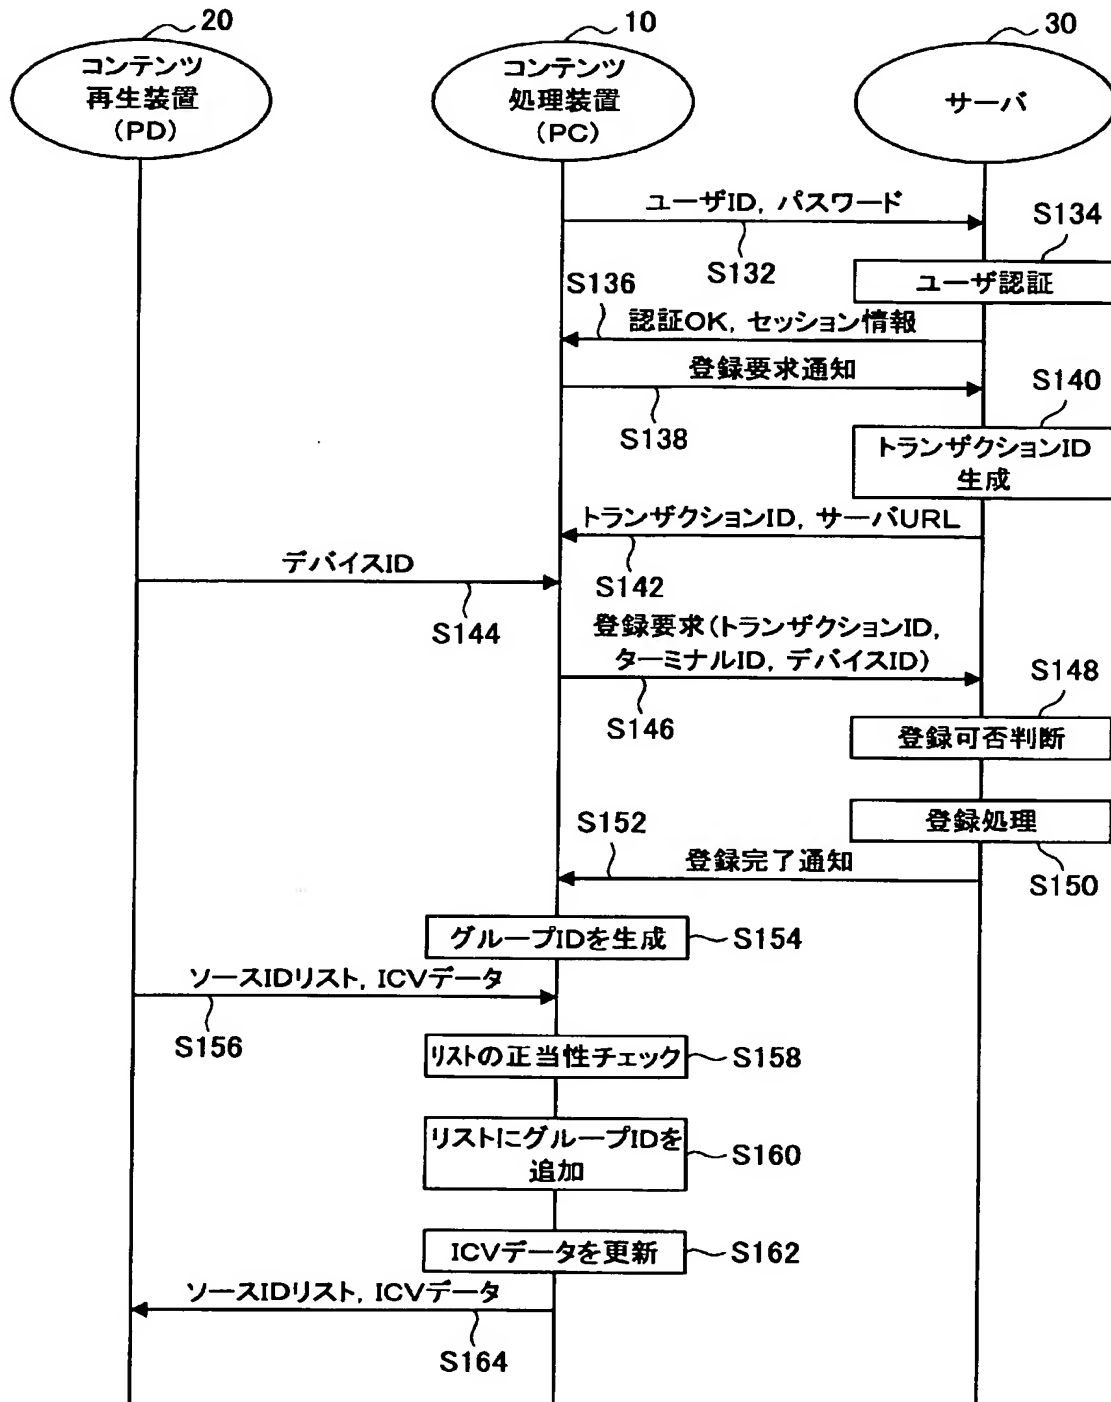 20
10
30
コンテンツ
再生装置
(PD)
コンテンツ
処理装置
(PC)
サーバ
ユーザID, パスワード
S132
S134
ユーザ認証
S136
認証OK, セッション情報
登録要求通知
S138
S140
トランザクションID
生成
トランザクションID, サーバURL
S142
デバイスID
S144
登録要求(トランザクションID,
ターミナルID, デバイスID)
S146
S148
登録可否判断
登録処理
S150
S152
登録完了通知
グループIDを生成
S154
ソースIDリスト, ICVデータ
S156
リストの正当性チェック
S158
リストにグループIDを
追加
S160
ICVデータを更新
S162
ソースIDリスト, ICVデータ
S164